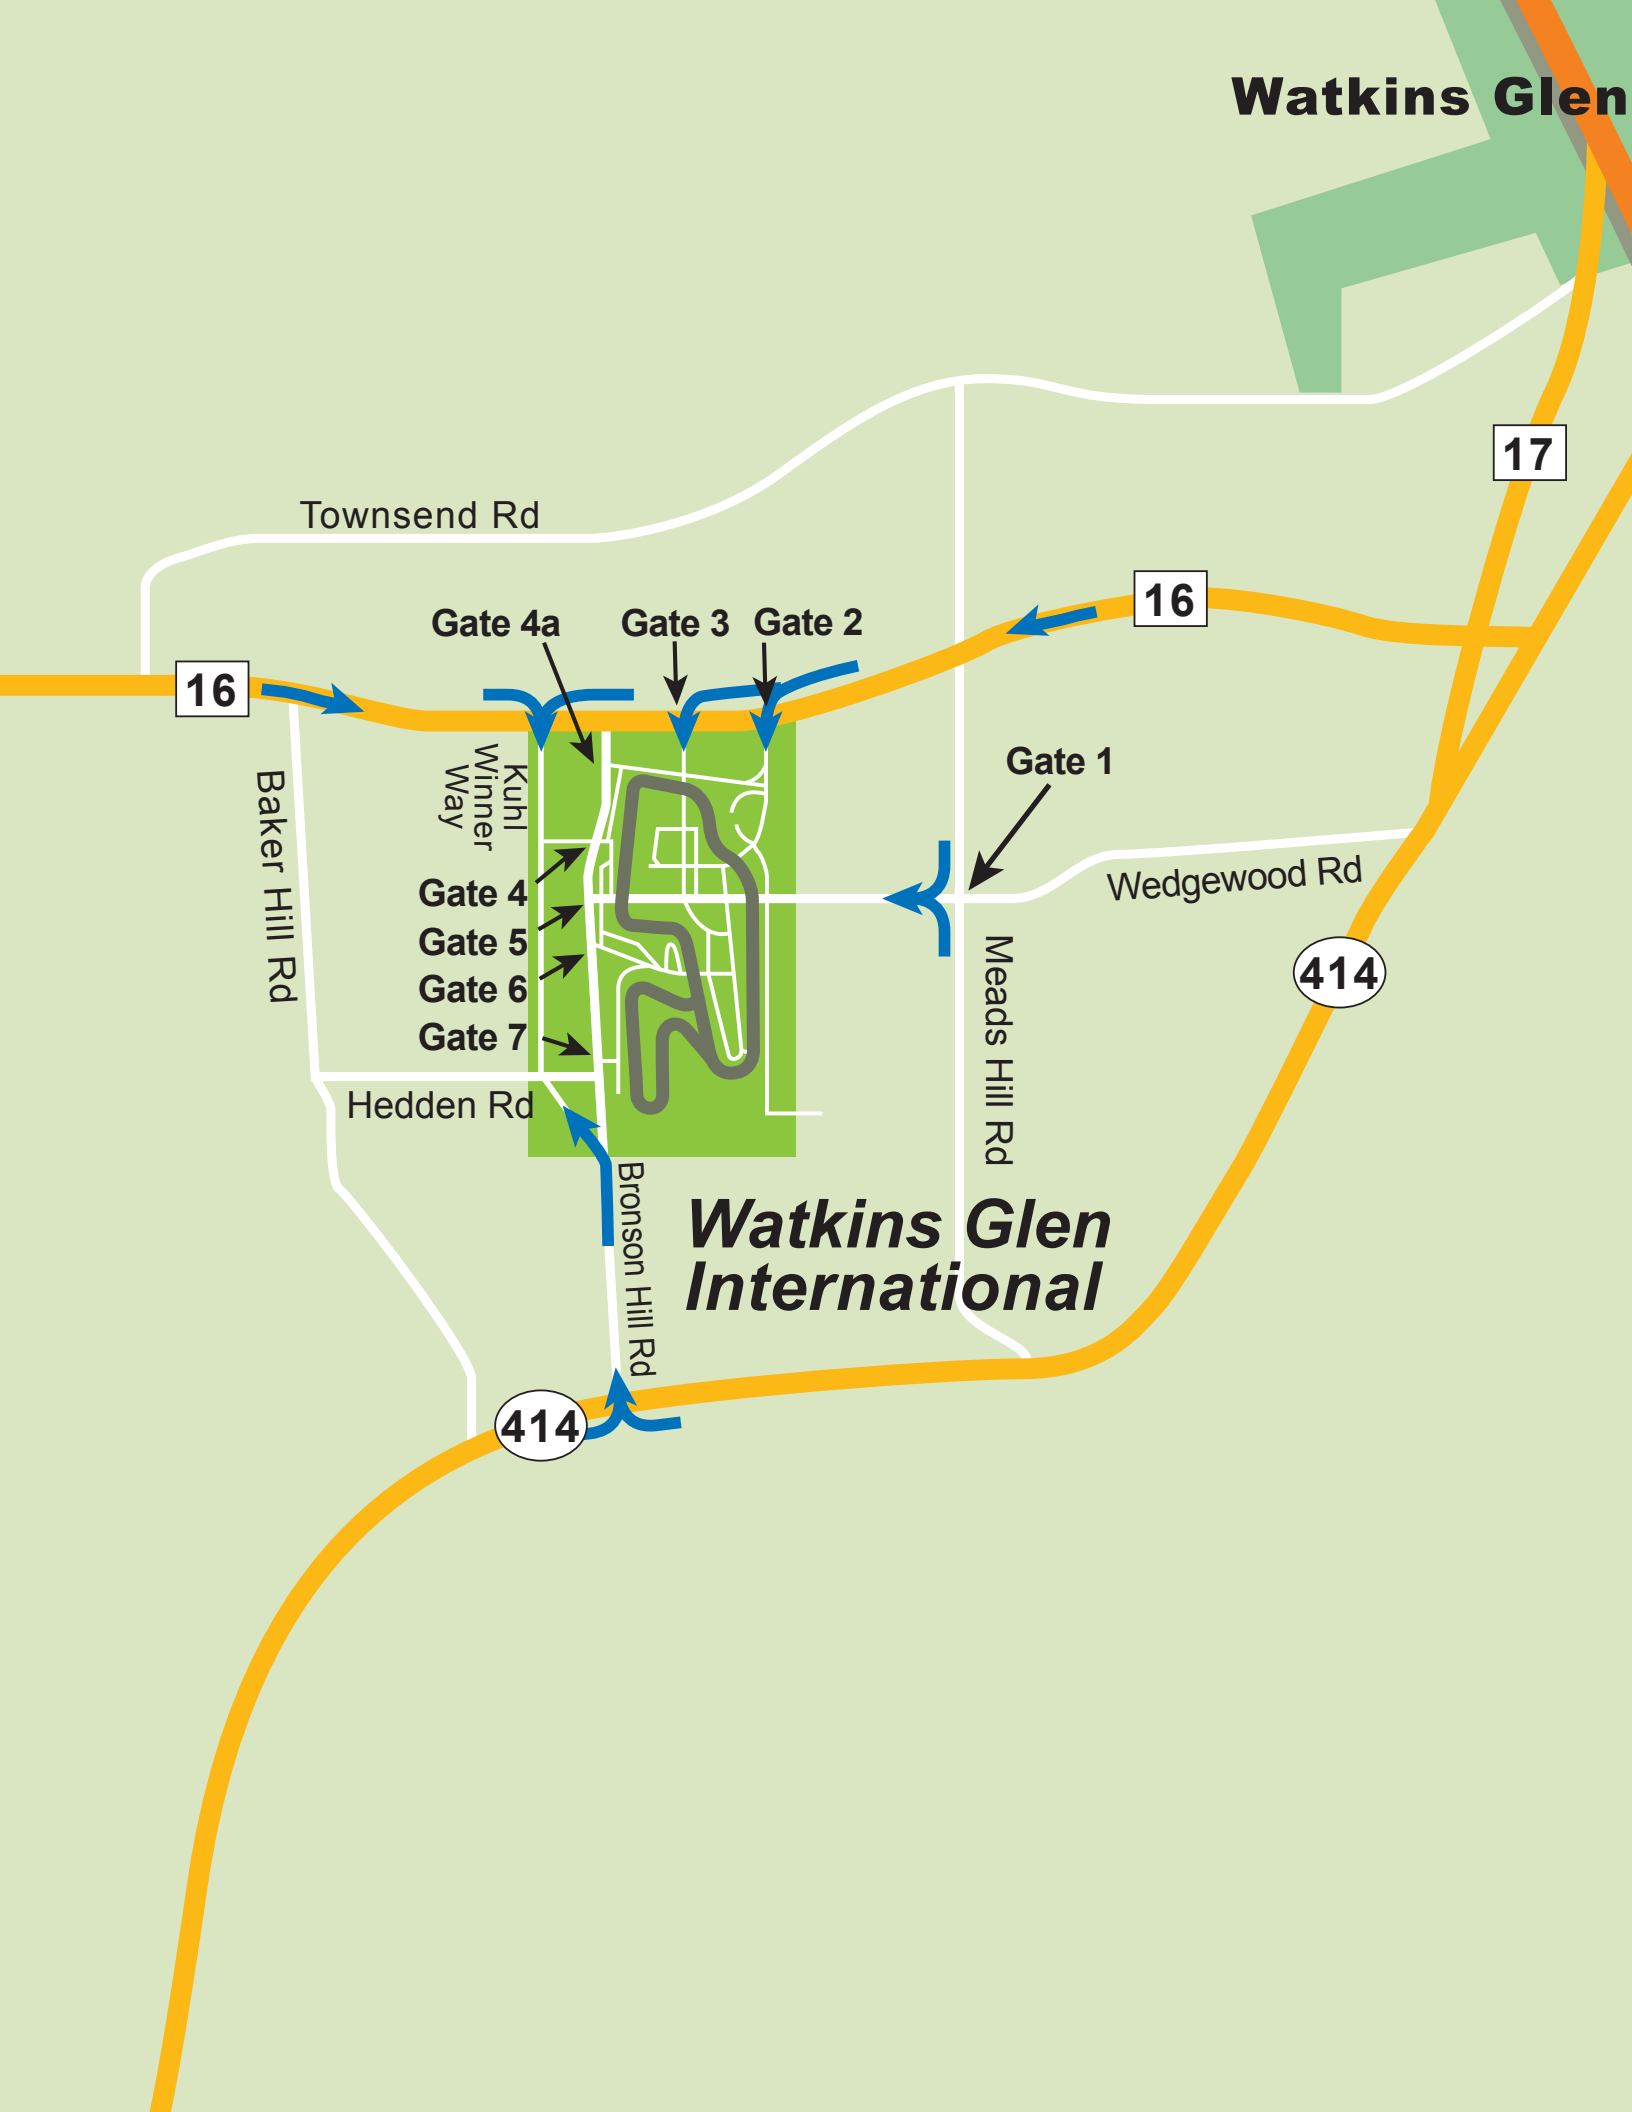 Watkins Glen
17
Townsend Rd
16
Gate 4a
Gate 3
Gate 2
16
Gate 1
Kuhl
Winner
Way
Baker Hill Rd
Wedgewood Rd
Gate 4
Gate 5
Gate 6
Gate 7
414
Meads Hill Rd
Hedden Rd
Bronson Hill Rd
Watkins Glen
International
414